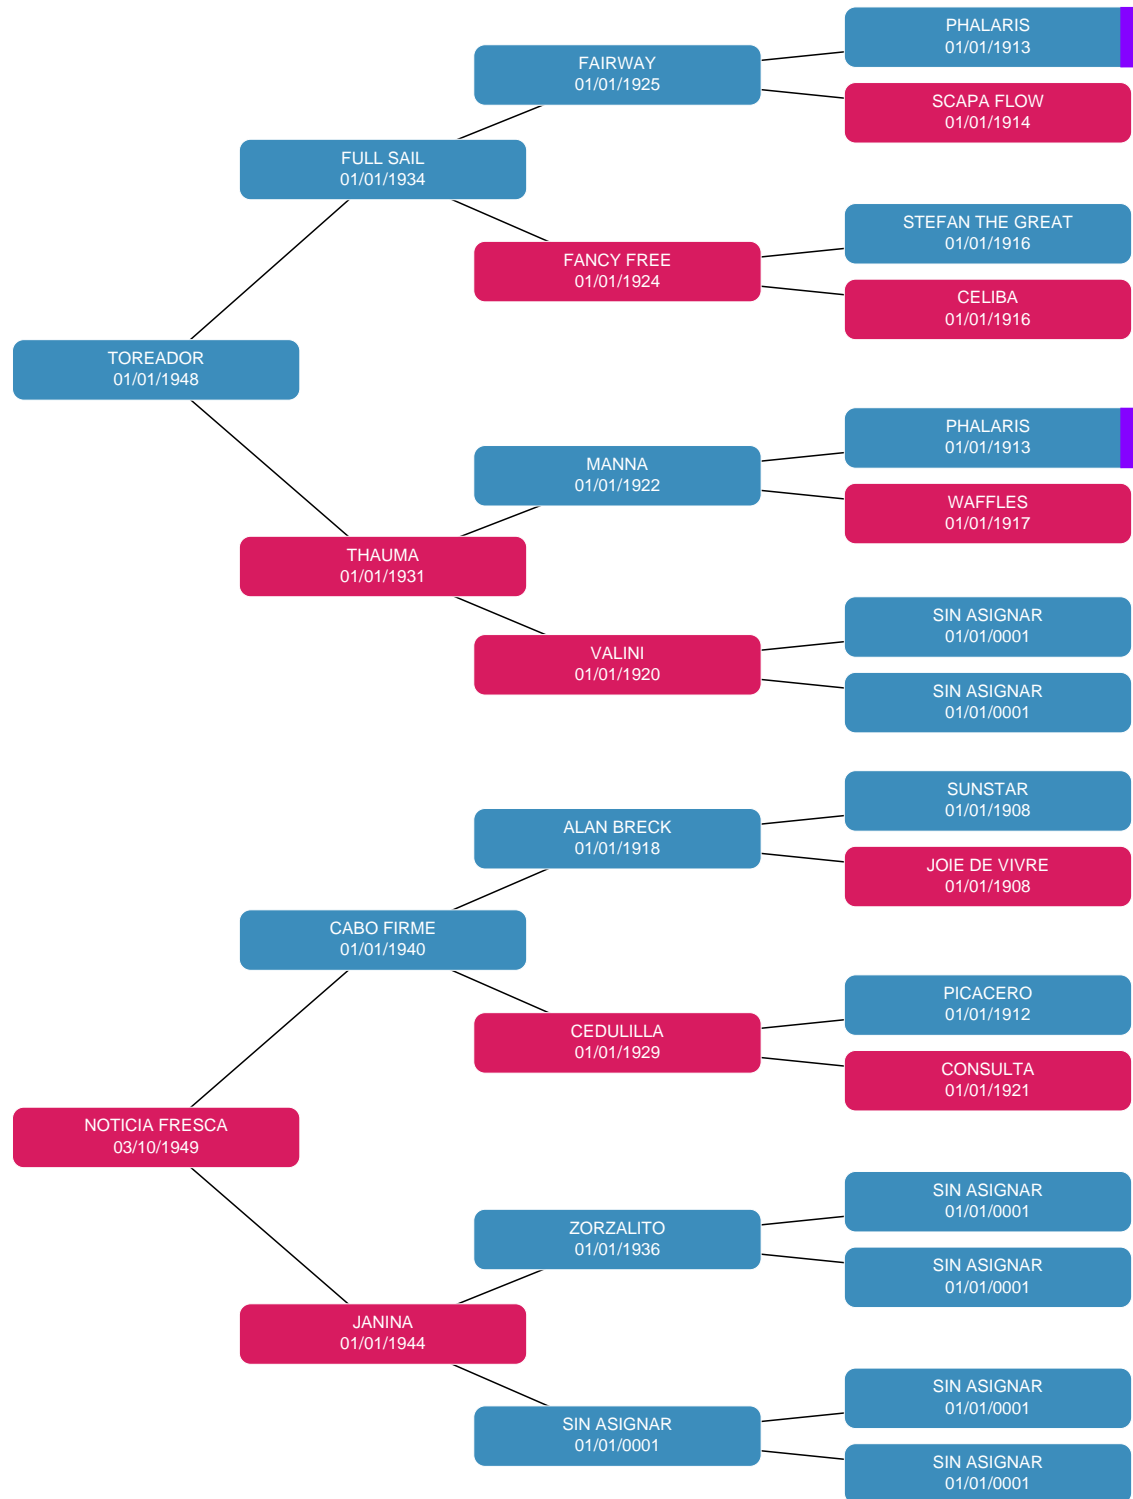 PHALARIS
01/01/1913
FAIRWAY
01/01/1925
SCAPA FLOW
01/01/1914
FULL SAIL
01/01/1934
STEFAN THE GREAT
01/01/1916
FANCY FREE
01/01/1924
CELIBA
01/01/1916
TOREADOR
01/01/1948
PHALARIS
01/01/1913
MANNA
01/01/1922
WAFFLES
01/01/1917
THAUMA
01/01/1931
SIN ASIGNAR
01/01/0001
VALINI
01/01/1920
SIN ASIGNAR
01/01/0001
SUNSTAR
01/01/1908
ALAN BRECK
01/01/1918
JOIE DE VIVRE
01/01/1908
CABO FIRME
01/01/1940
PICACERO
01/01/1912
CEDULILLA
01/01/1929
CONSULTA
01/01/1921
NOTICIA FRESCA
03/10/1949
SIN ASIGNAR
01/01/0001
ZORZALITO
01/01/1936
SIN ASIGNAR
01/01/0001
JANINA
01/01/1944
SIN ASIGNAR
01/01/0001
SIN ASIGNAR
01/01/0001
SIN ASIGNAR
01/01/0001